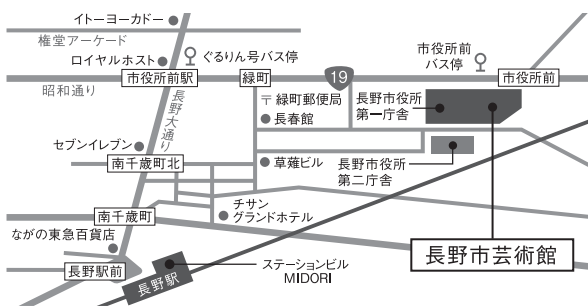 イトーヨーカドー
権堂アーケード
ロイヤルホスト
ぐるりん号バス停
市役所前
バス停
市役所前駅
緑町
19
市役所前
昭和通り
長野大通り
〒緑町郵便局
長春館
長野市役所
第一庁舎
セブンイレブン
南千歳町北
草薙ビル
長野市役所
第二庁舎
チサン
グランドホテル
南千歳町
ながの東急百貨店
長野市芸術館
長野駅前
ステーションビル
MIDORI
長野駅